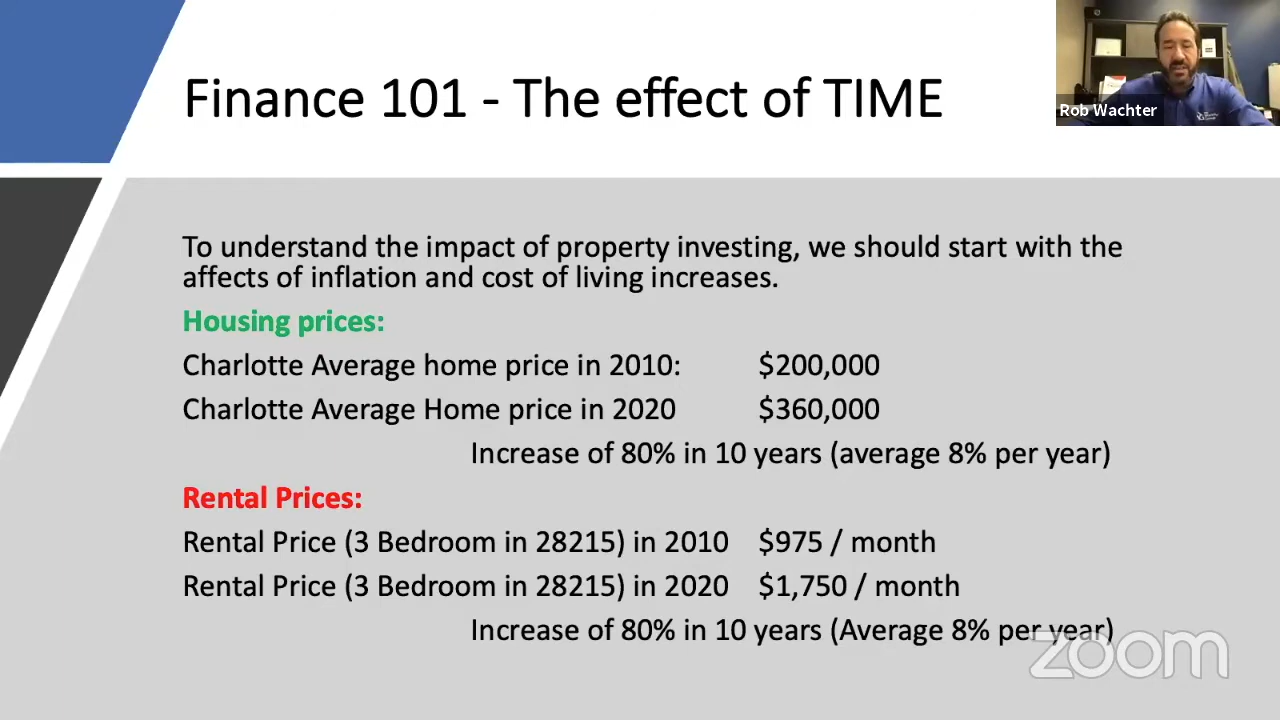 Finance 101 - The effect of TIME
Rob Wachter
To understand the impact of property investing, we should start with the
affects of inflation and cost of living increases.
Housing prices:
Charlotte Average home price in 2010: $200,000
Charlotte Average Home price in 2020 $360,000
Increase of 80% in 10 years (average 8% per year)
Rental Prices:
Rental Price (3 Bedroom in 28215) in 2010 $975 / month
Rental Price (3 Bedroom in 28215) in 2020 $1,750 / month
Increase of 80% in 10 years (Average 8% per year)
zoom